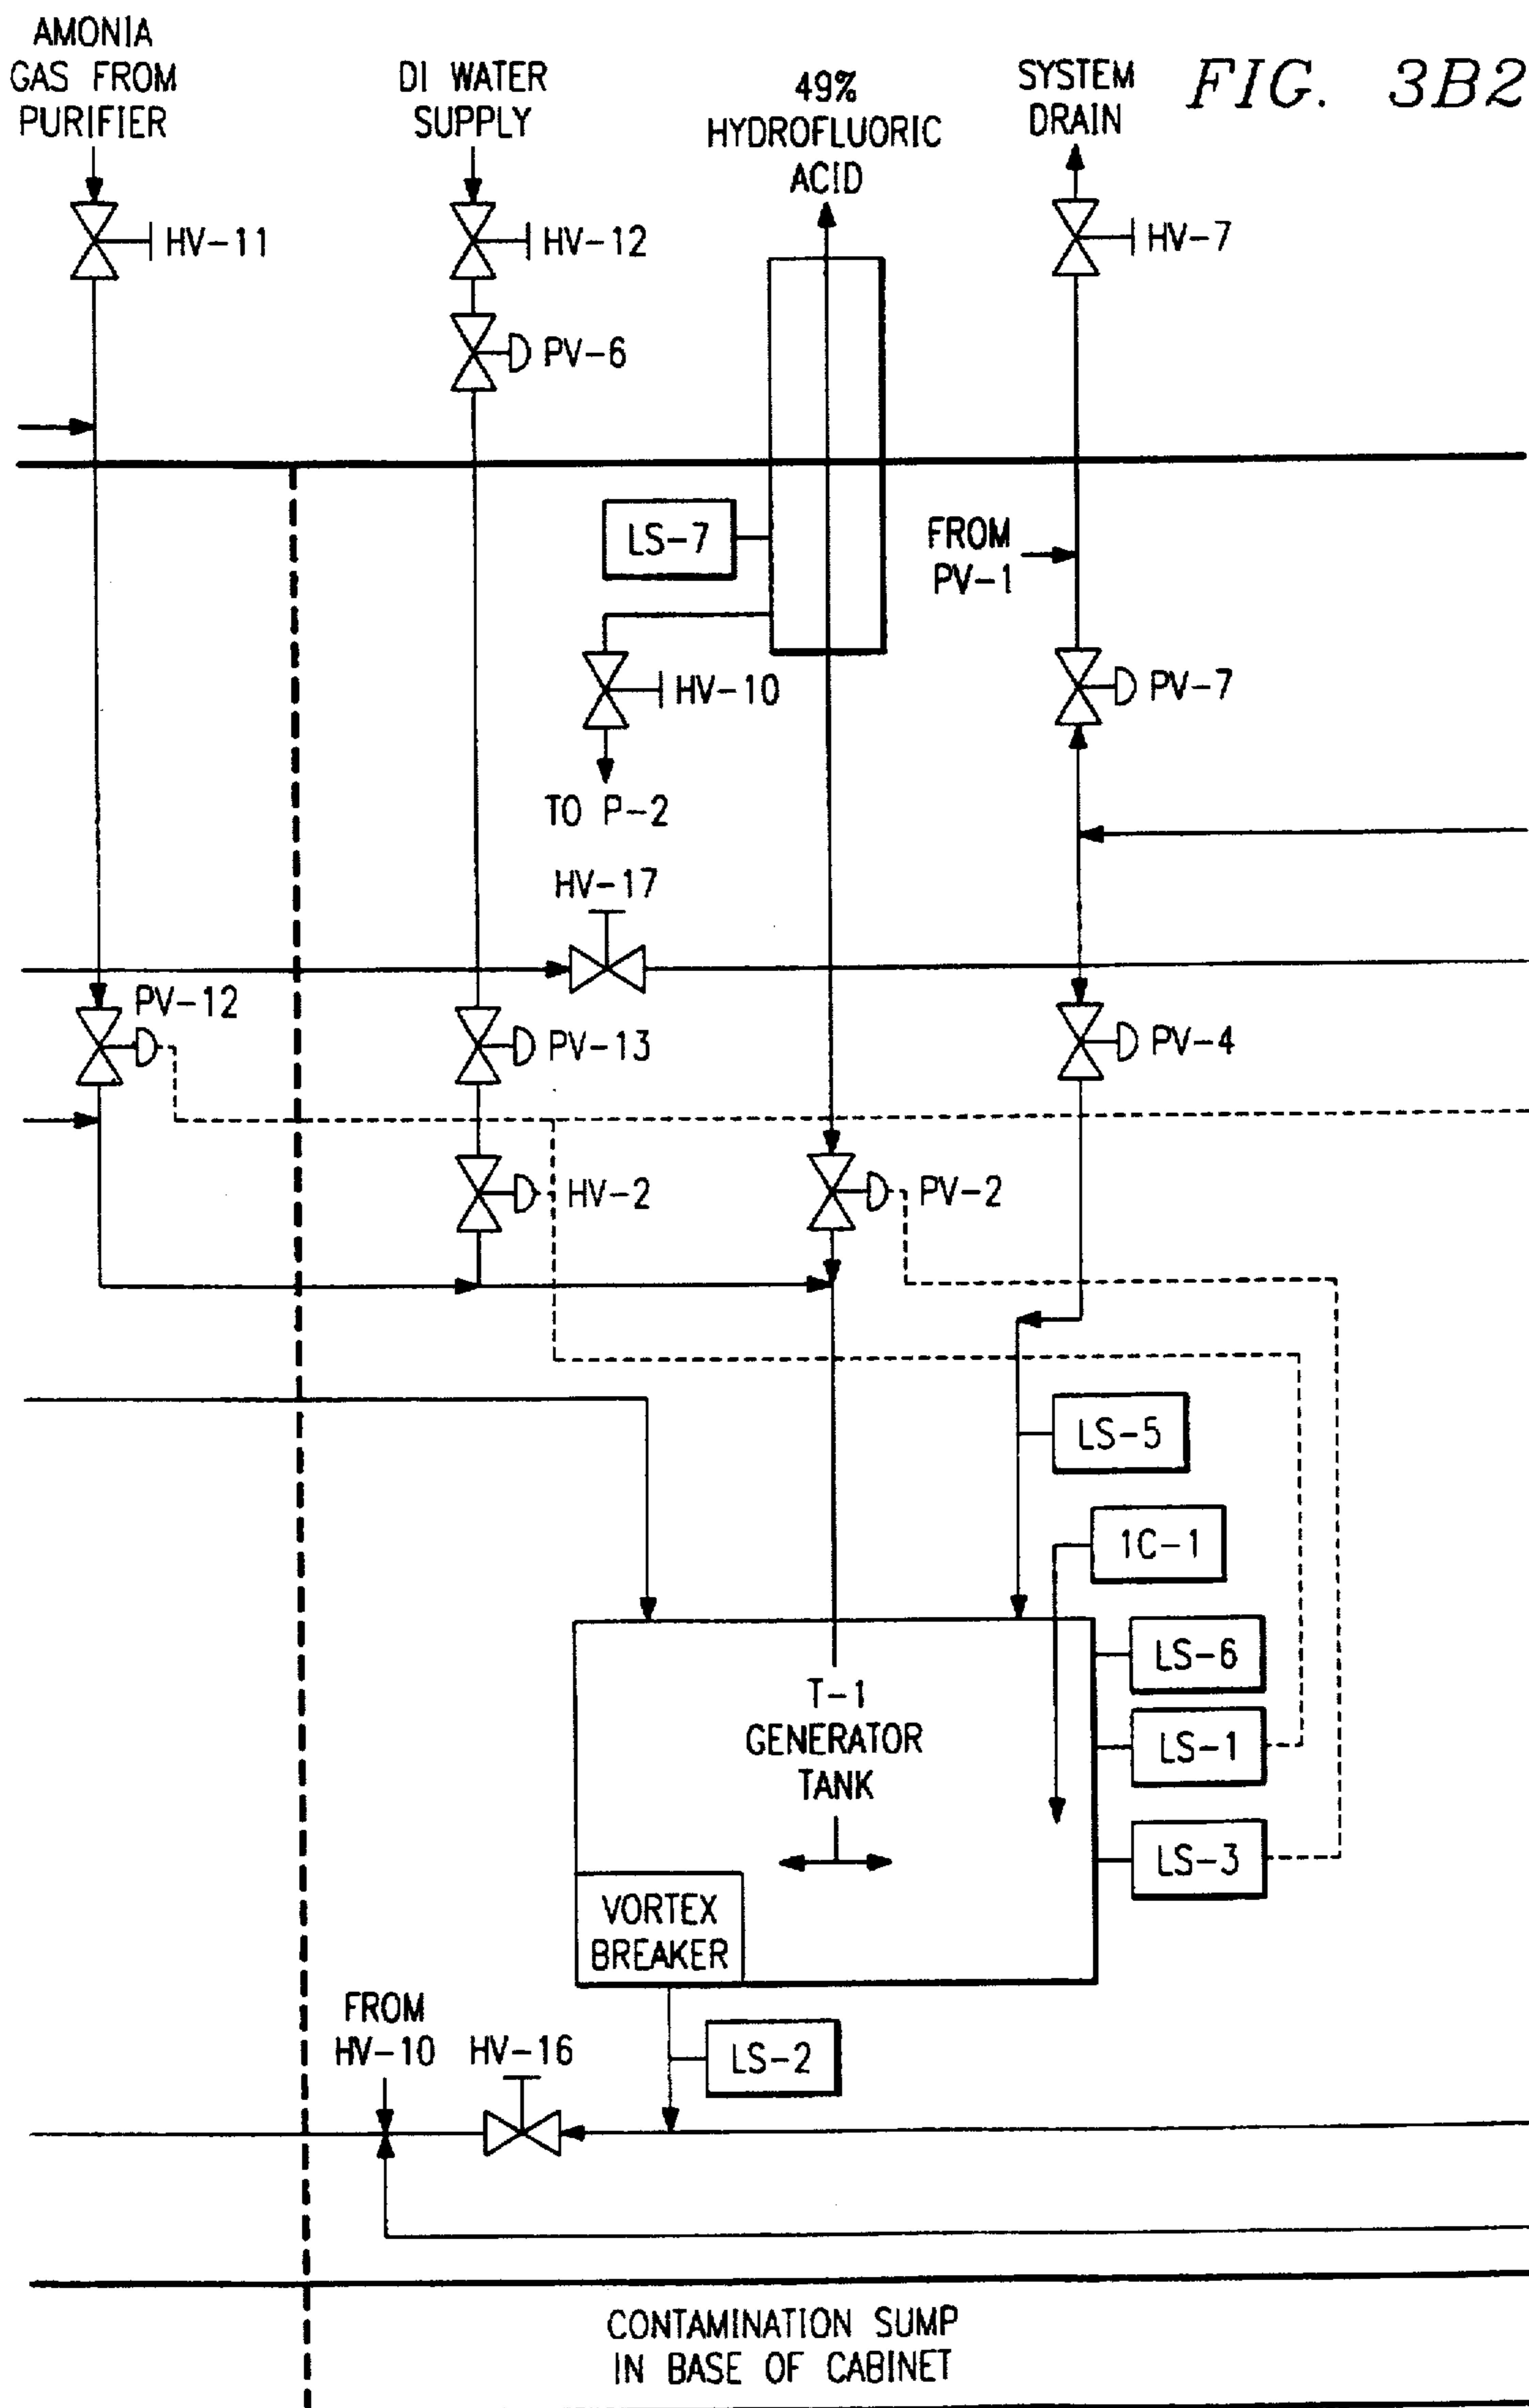 AMONIA
GAS FROM
PURIFIER
DI WATER
SUPPLY
49%
HYDROFLUORIC
ACID
SYSTEM
DRAIN
FIG. 3B2
HV-11
HV-12
HV-7
PV-6
LS-7
FROM
PV-1
HV-10
PV-7
TO P-2
HV-17
PV-12
PV-13
PV-4
HV-2
PV-2
LS-5
1C-1
LS-6
T-1
GENERATOR
TANK
LS-1
LS-3
VORTEX
BREAKER
FROM
HV-10
HV-16
LS-2
CONTAMINATION SUMP
IN BASE OF CABINET